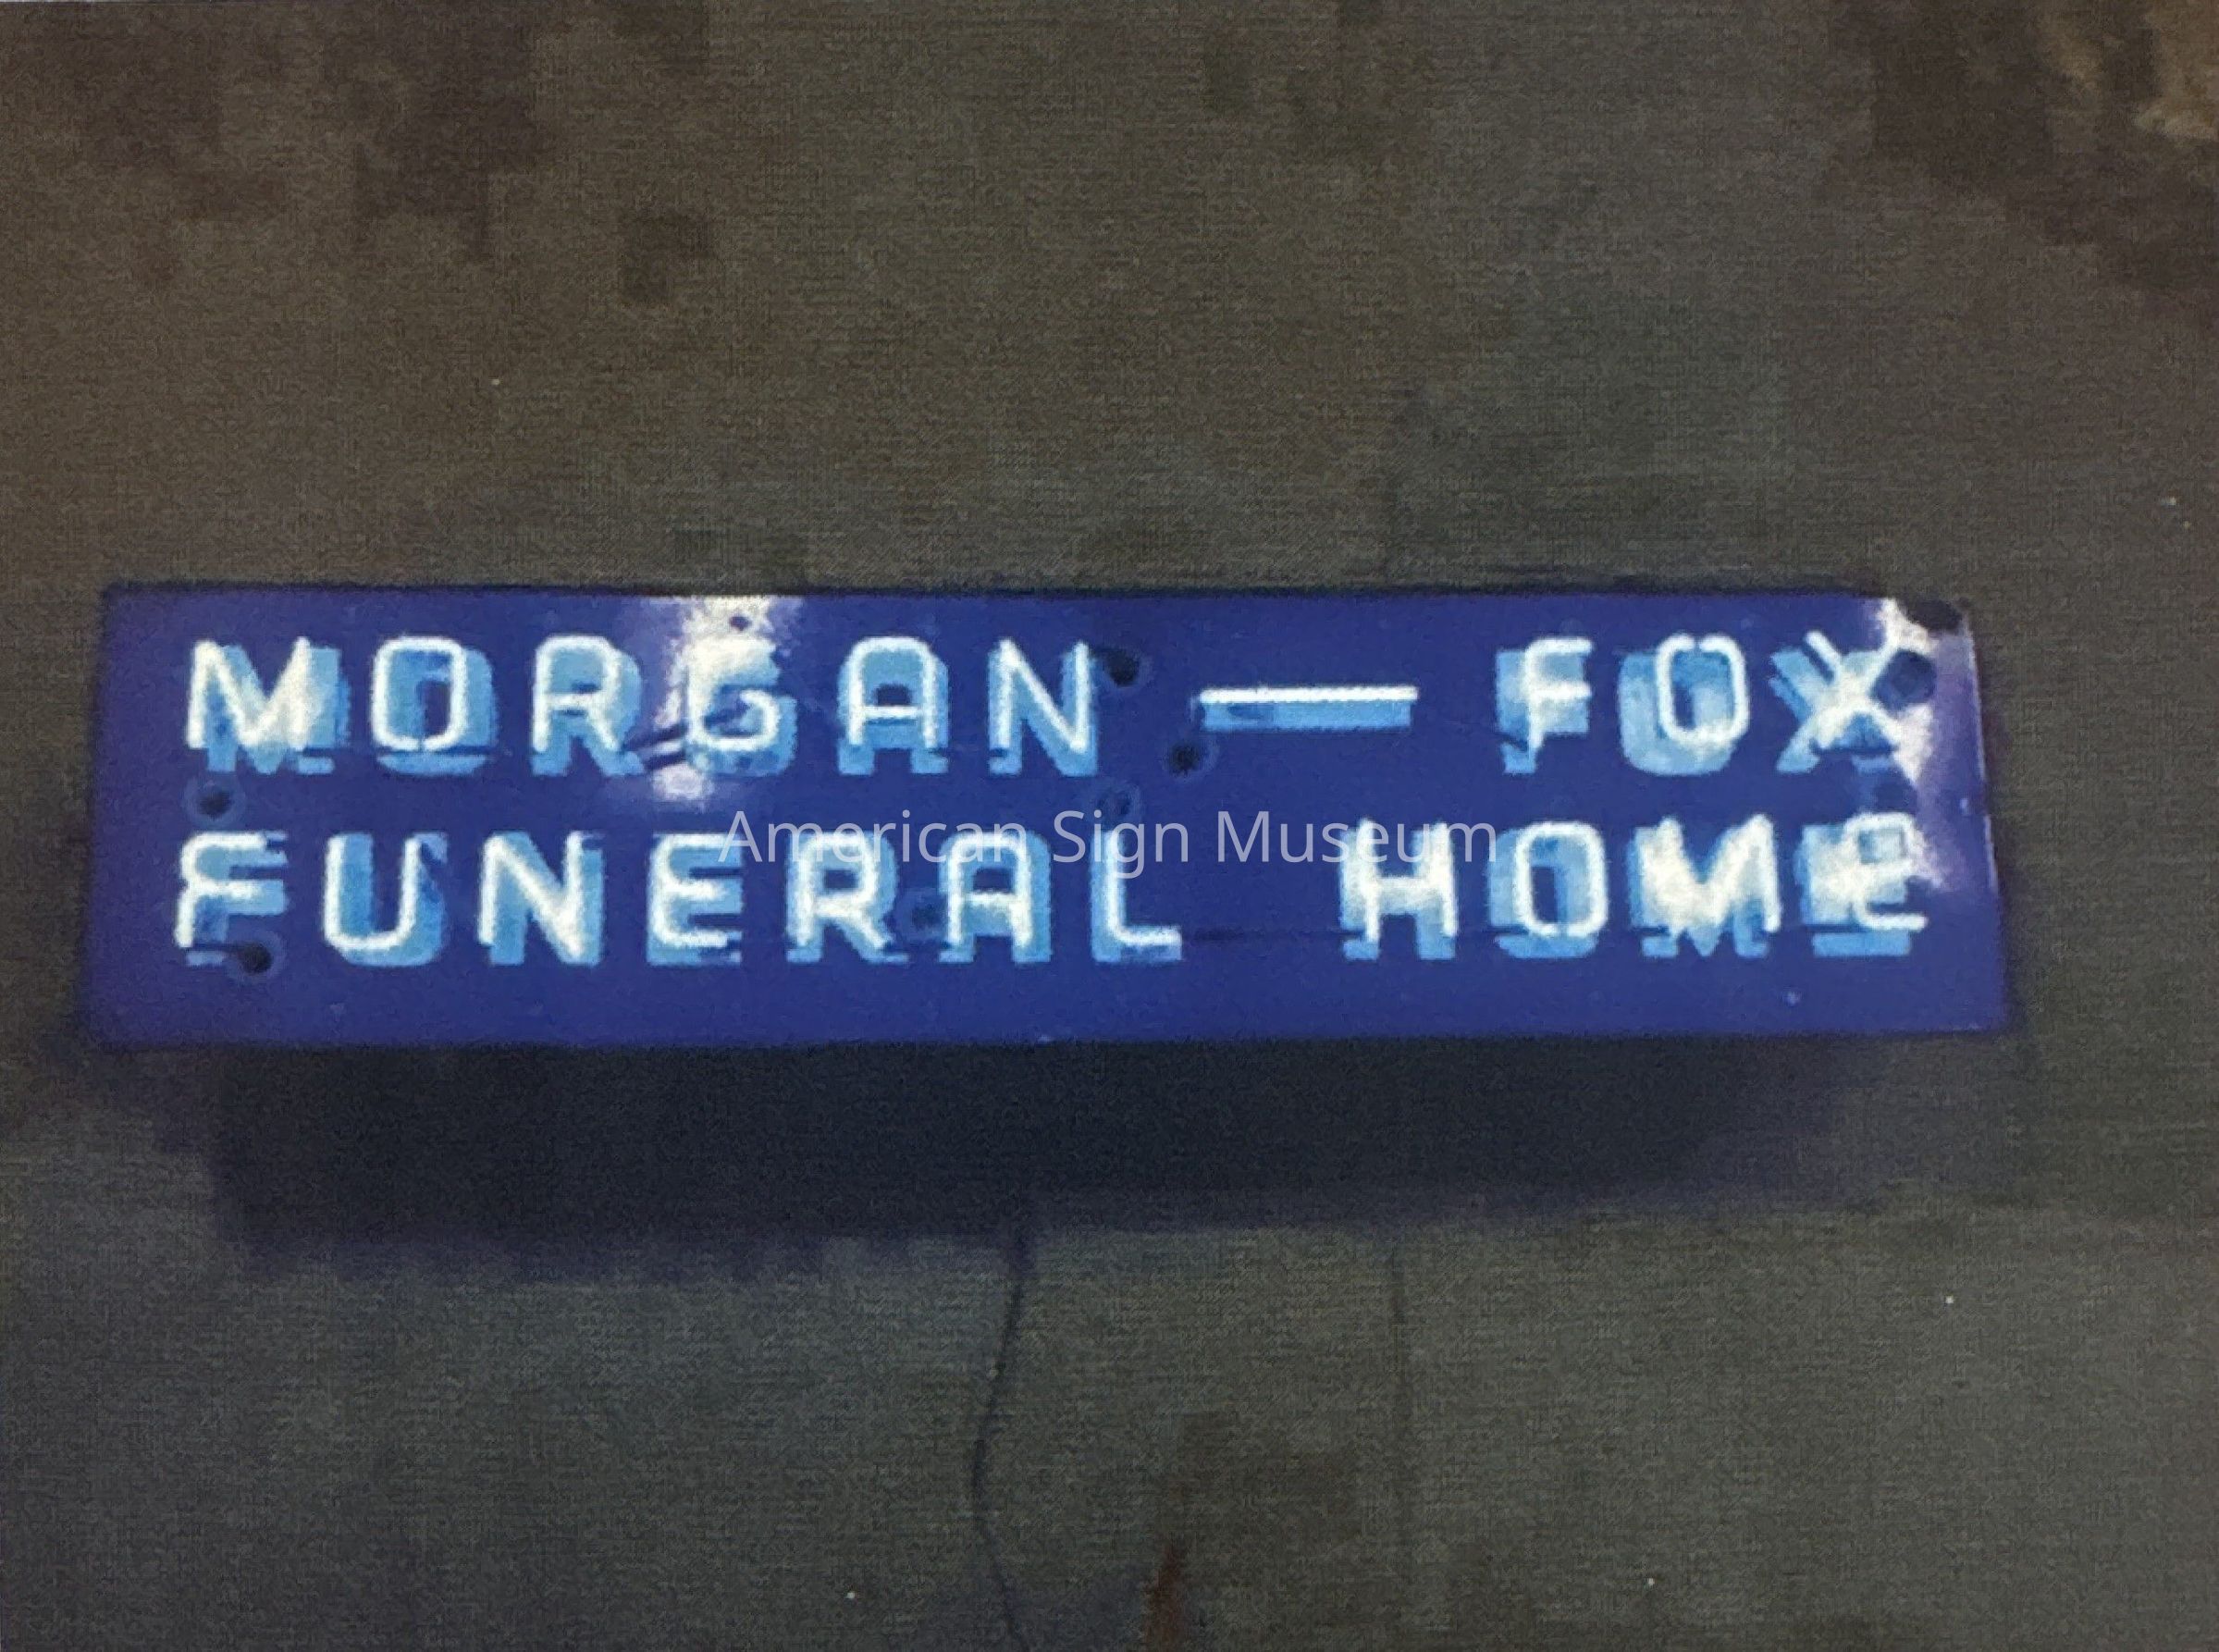 MORGAN — FOX
American Sign Museum
FUNERAL HOME